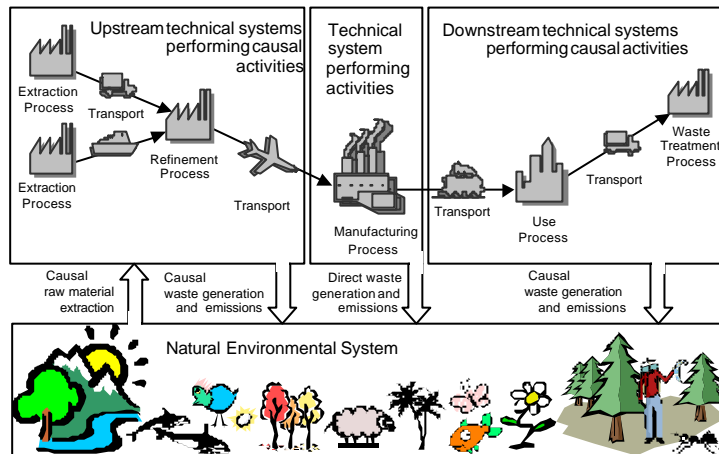 Upstream technical systems
performing causal
activities
Extraction
Process
Transport
Extraction
Process
Refinement
Process
Transport
Technical
system
performing
activities
Manufacturing
Process
Downstream technical systems
performing causal activities
Transport
Use
Process
Transport
Waste
Treatment
Process
Causal
raw material
extraction
Causal
waste generation
and emissions
Direct waste
generation and
emissions
Causal
waste generation
and emissions
Natural Environmental System